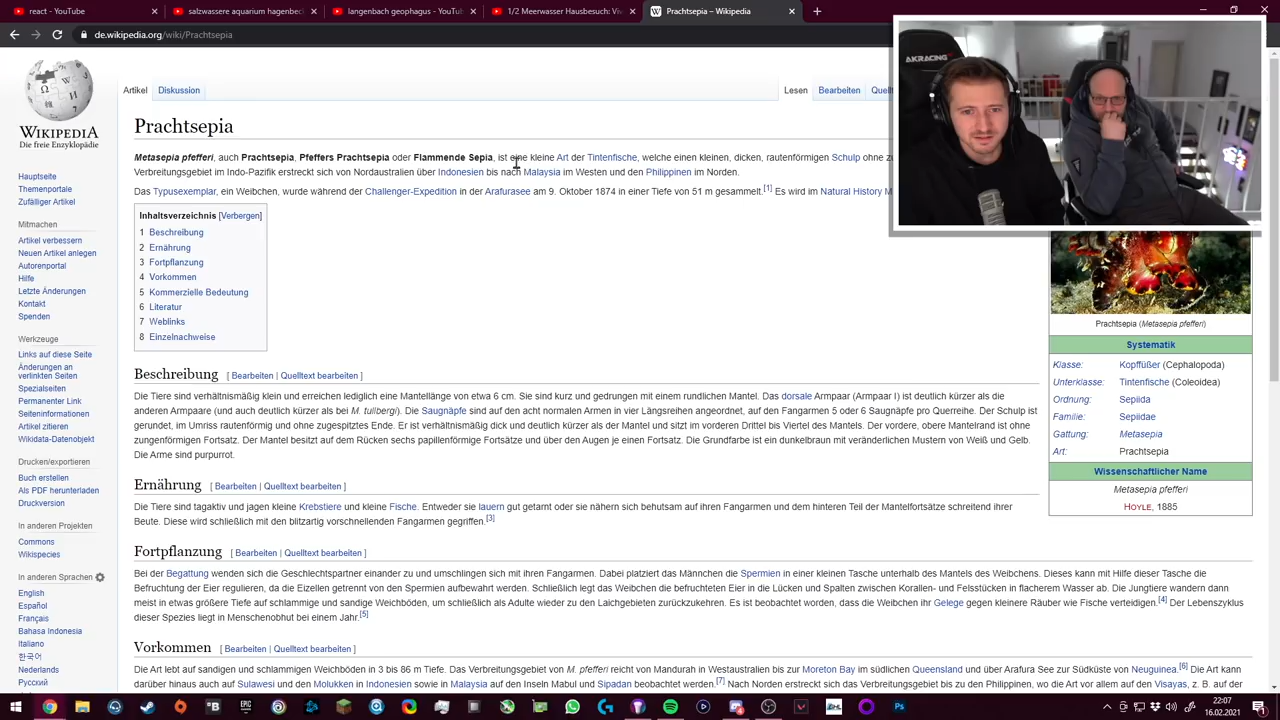 langenbach geophagus - YouT
1/2 Meerwasser Hausbesuch: Vi
Prachtsepia – Wikipedia
de.wikipedia.org/wiki/Prachtsepia
AKRACING
WIKIPEDIA
Die freie Enzyklopädie
Hauptseite
Themenportale
Zufälliger Artikel
Mitmachen
Artikel verbessern
Neuen Artikel anlegen
Autorenportal
Hilfe
Letzte Änderungen
Kontakt
Spenden
Werkzeuge
Links auf diese Seite
Änderungen an
verlinkten Seiten
Spezialseiten
Permanenter Link
Seiteninformationen
Artikel zitieren
Wikidata-Datenobjekt
Drucken/exportieren
Buch erstellen
Als PDF herunterladen
Druckversion
In anderen Projekten
Commons
Wikispecies
In anderen Sprachen
English
Español
Français
Bahasa Indonesia
Italiano
한국어
Nederlands
Русский
Artikel Diskussion Lesen Bearbeiten Quellt
Prachtsepia
Metasepia pfefferi, auch Prachtsepia, Pfeffers Prachtsepia oder Flammende Sepia, ist eine kleine Art der Tintenfische, welche einen kleinen, dicken, rautenförmigen Schulp ohne
Verbreitungsgebiet im Indo-Pazifik erstreckt sich von Nordaustralien über Indonesien bis nach Malaysia im Westen und den Philippinen im Norden.
Das Typusexemplar, ein Weibchen, wurde während der Challenger-Expedition in der Arafurasee am 9. Oktober 1874 in einer Tiefe von 51 m gesammelt.[1] Es wird im Natural History M
Inhaltsverzeichnis [Verbergen]
1 Beschreibung
2 Ernährung
3 Fortpflanzung
4 Vorkommen
5 Kommerzielle Bedeutung
6 Literatur
7 Weblinks
8 Einzelnachweise
Beschreibung [ Bearbeiten | Quelltext bearbeiten ]
Die Tiere sind verhältnismäßig klein und erreichen lediglich eine Mantellänge von etwa 6 cm. Sie sind kurz und gedrungen mit einem rundlichen Mantel. Das dorsale Armpaar (Armpaar I) ist deutlich kürzer als die
anderen Armpaare (und auch deutlich kürzer als bei M. tullbergi). Die Saugnäpfe sind auf den acht normalen Armen in vier Längsreihen angeordnet, auf den Fangarmen 5 oder 6 Saugnäpfe pro Querreihe. Der Schulp ist
gerundet, im Umriss rautenförmig und ohne zugespitztes Ende. Er ist verhältnismäßig dick und deutlich kürzer als der Mantel und sitzt im vorderen Drittel bis Viertel des Mantels. Der vordere, obere Mantelrand ist ohne
zungenförmigen Fortsatz. Der Mantel besitzt auf dem Rücken sechs papillenförmige Fortsätze und über den Augen je einen Fortsatz. Die Grundfarbe ist ein dunkelbraun mit veränderlichen Mustern von Weiß und Gelb.
Die Arme sind purpurrot.
Ernährung [ Bearbeiten | Quelltext bearbeiten ]
Die Tiere sind tagaktiv und jagen kleine Krebstiere und kleine Fische. Entweder sie lauern gut getarnt oder sie nähern sich behutsam auf ihren Fangarmen und dem hinteren Teil der Mantelfortsätze schreitend ihrer
Beute. Diese wird schließlich mit den blitzartig vorschnellenden Fangarmen gegriffen.[3]
Fortpflanzung [ Bearbeiten | Quelltext bearbeiten ]
Bei der Begattung wenden sich die Geschlechtspartner einander zu und umschlingen sich mit ihren Fangarmen. Dabei platziert das Männchen die Spermien in einer kleinen Tasche unterhalb des Mantels des Weibchens. Dieses kann mit Hilfe dieser Tasche die
Befruchtung der Eier regulieren, da die Eizellen getrennt von den Spermien aufbewahrt werden. Schließlich legt das Weibchen die befruchteten Eier in die Lücken und Spalten zwischen Korallen- und Felsstücken in flacherem Wasser ab. Die Jungtiere wandern dann
meist in etwas größere Tiefe auf schlammige und sandige Weichböden, um schließlich als Adulte wieder zu den Laichgebieten zurückzukehren. Es ist beobachtet worden, dass die Weibchen ihr Gelege gegen kleinere Räuber wie Fische verteidigen.[4] Der Lebenszyklus
dieser Spezies liegt in Menschenobhut bei einem Jahr.[5]
Vorkommen [ Bearbeiten | Quelltext bearbeiten ]
Die Art lebt auf sandigen und schlammigen Weichböden in 3 bis 86 m Tiefe. Das Verbreitungsgebiet von M. pfefferi reicht von Mandurah in Westaustralien bis zur Moreton Bay im südlichen Queensland und über Arafura See zur Südküste von Neuguinea.[6] Die Art kann
darüber hinaus auch auf Sulawesi und den Molukken in Indonesien sowie in Malaysia auf den Inseln Mabul und Sipadan beobachtet werden.[7] Nach Norden erstreckt sich das Verbreitungsgebiet bis zu den Philippinen, wo die Art vor allem auf den Visayas, z. B. auf der
Prachtsepia (Metasepia pfefferi)
Systematik
Klasse: Kopffüßer (Cephalopoda)
Unterklasse: Tintenfische (Coleoidea)
Ordnung: Sepiida
Familie: Sepiidae
Gattung: Metasepia
Art: Prachtsepia
Wissenschaftlicher Name
Metasepia pfefferi
HOYLE, 1885
EPIC
22:07
16.02.2021